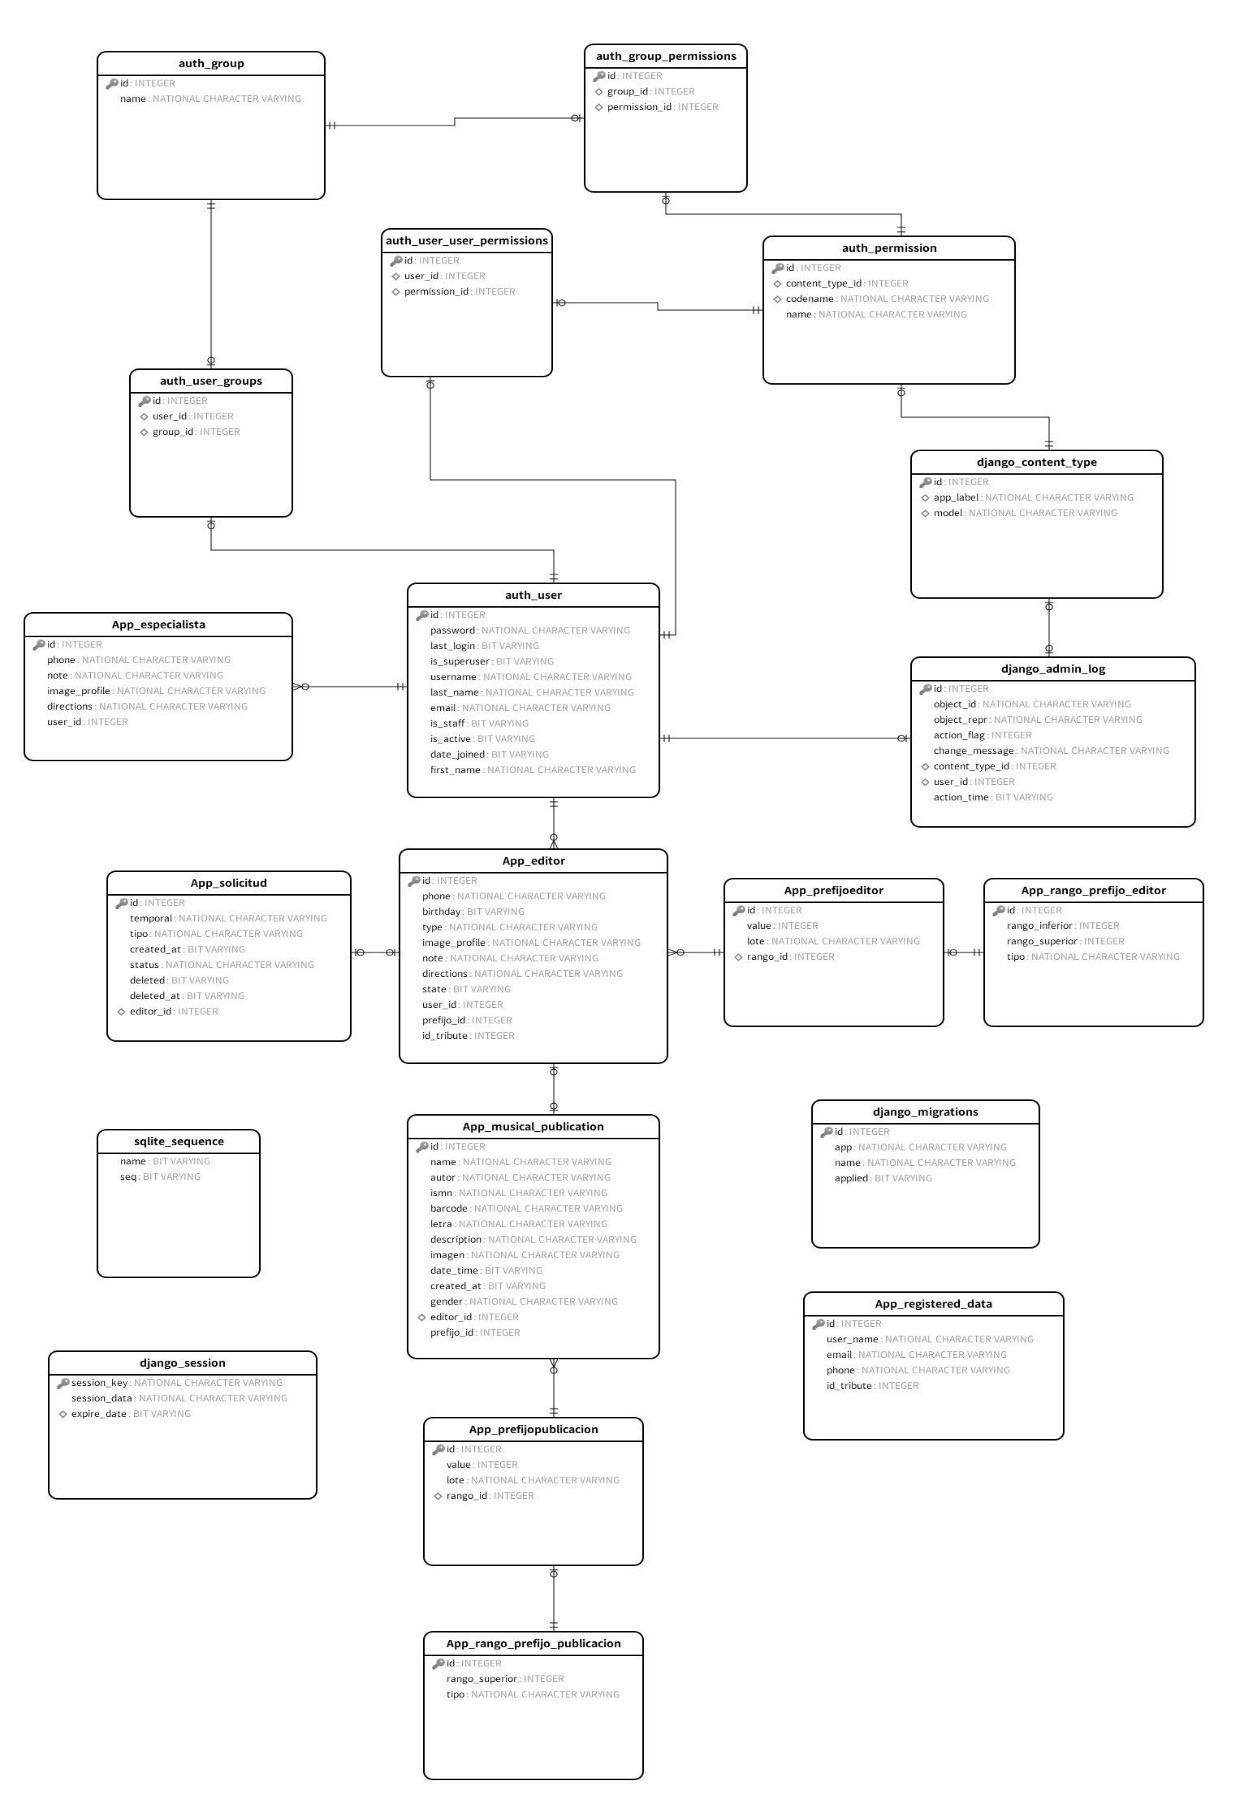 auth_group
id : INTEGER
name : NATIONAL CHARACTER VARYING
auth_group_permissions
id : INTEGER
group_id : INTEGER
permission_id : INTEGER
auth_user_user_permissions
id : INTEGER
user_id : INTEGER
permission_id : INTEGER
auth_permission
id : INTEGER
content_type_id : INTEGER
codename : NATIONAL CHARACTER VARYING
name : NATIONAL CHARACTER VARYING
auth_user_groups
id : INTEGER
user_id : INTEGER
group_id : INTEGER
django_content_type
id : INTEGER
app_label : NATIONAL CHARACTER VARYING
model : NATIONAL CHARACTER VARYING
auth_user
id : INTEGER
password : NATIONAL CHARACTER VARYING
last_login : BIT VARYING
is_superuser : BIT VARYING
username : NATIONAL CHARACTER VARYING
last_name : NATIONAL CHARACTER VARYING
email : NATIONAL CHARACTER VARYING
is_staff : BIT VARYING
is_active : BIT VARYING
date_joined : BIT VARYING
first_name : NATIONAL CHARACTER VARYING
App_especialista
id : INTEGER
phone : NATIONAL CHARACTER VARYING
note : NATIONAL CHARACTER VARYING
image_profile : NATIONAL CHARACTER VARYING
directions : NATIONAL CHARACTER VARYING
user_id : INTEGER
django_admin_log
id : INTEGER
object_id : NATIONAL CHARACTER VARYING
object_repr : NATIONAL CHARACTER VARYING
action_flag : INTEGER
change_message : NATIONAL CHARACTER VARYING
content_type_id : INTEGER
user_id : INTEGER
action_time : BIT VARYING
App_solicitud
id : INTEGER
temporal : NATIONAL CHARACTER VARYING
tipo : NATIONAL CHARACTER VARYING
created_at : BIT VARYING
status : NATIONAL CHARACTER VARYING
deleted : BIT VARYING
deleted_at : BIT VARYING
editor_id : INTEGER
App_editor
id : INTEGER
phone : NATIONAL CHARACTER VARYING
birthday : BIT VARYING
type : NATIONAL CHARACTER VARYING
image_profile : NATIONAL CHARACTER VARYING
note : NATIONAL CHARACTER VARYING
directions : NATIONAL CHARACTER VARYING
state : BIT VARYING
user_id : INTEGER
prefijo_id : INTEGER
id_tribute : INTEGER
App_prefijoeditor
id : INTEGER
value : INTEGER
lote : NATIONAL CHARACTER VARYING
rango_id : INTEGER
App_rango_prefijo_editor
id : INTEGER
rango_inferior : INTEGER
rango_superior : INTEGER
tipo : NATIONAL CHARACTER VARYING
sqlite_sequence
name : BIT VARYING
seq : BIT VARYING
App_musical_publication
id : INTEGER
name : NATIONAL CHARACTER VARYING
autor : NATIONAL CHARACTER VARYING
ismn : NATIONAL CHARACTER VARYING
barcode : NATIONAL CHARACTER VARYING
letra : NATIONAL CHARACTER VARYING
description : NATIONAL CHARACTER VARYING
imagen : NATIONAL CHARACTER VARYING
date_time : BIT VARYING
created_at : BIT VARYING
gender : NATIONAL CHARACTER VARYING
editor_id : INTEGER
prefijo_id : INTEGER
django_migrations
id : INTEGER
app : NATIONAL CHARACTER VARYING
name : NATIONAL CHARACTER VARYING
applied : BIT VARYING
App_registered_data
id : INTEGER
user_name : NATIONAL CHARACTER VARYING
email : NATIONAL CHARACTER VARYING
phone : NATIONAL CHARACTER VARYING
id_tribute : INTEGER
django_session
session_key : NATIONAL CHARACTER VARYING
session_data : NATIONAL CHARACTER VARYING
expire_date : BIT VARYING
App_prefijopublicacion
id : INTEGER
value : INTEGER
lote : NATIONAL CHARACTER VARYING
rango_id : INTEGER
App_rango_prefijo_publicacion
id : INTEGER
rango_superior : INTEGER
tipo : NATIONAL CHARACTER VARYING